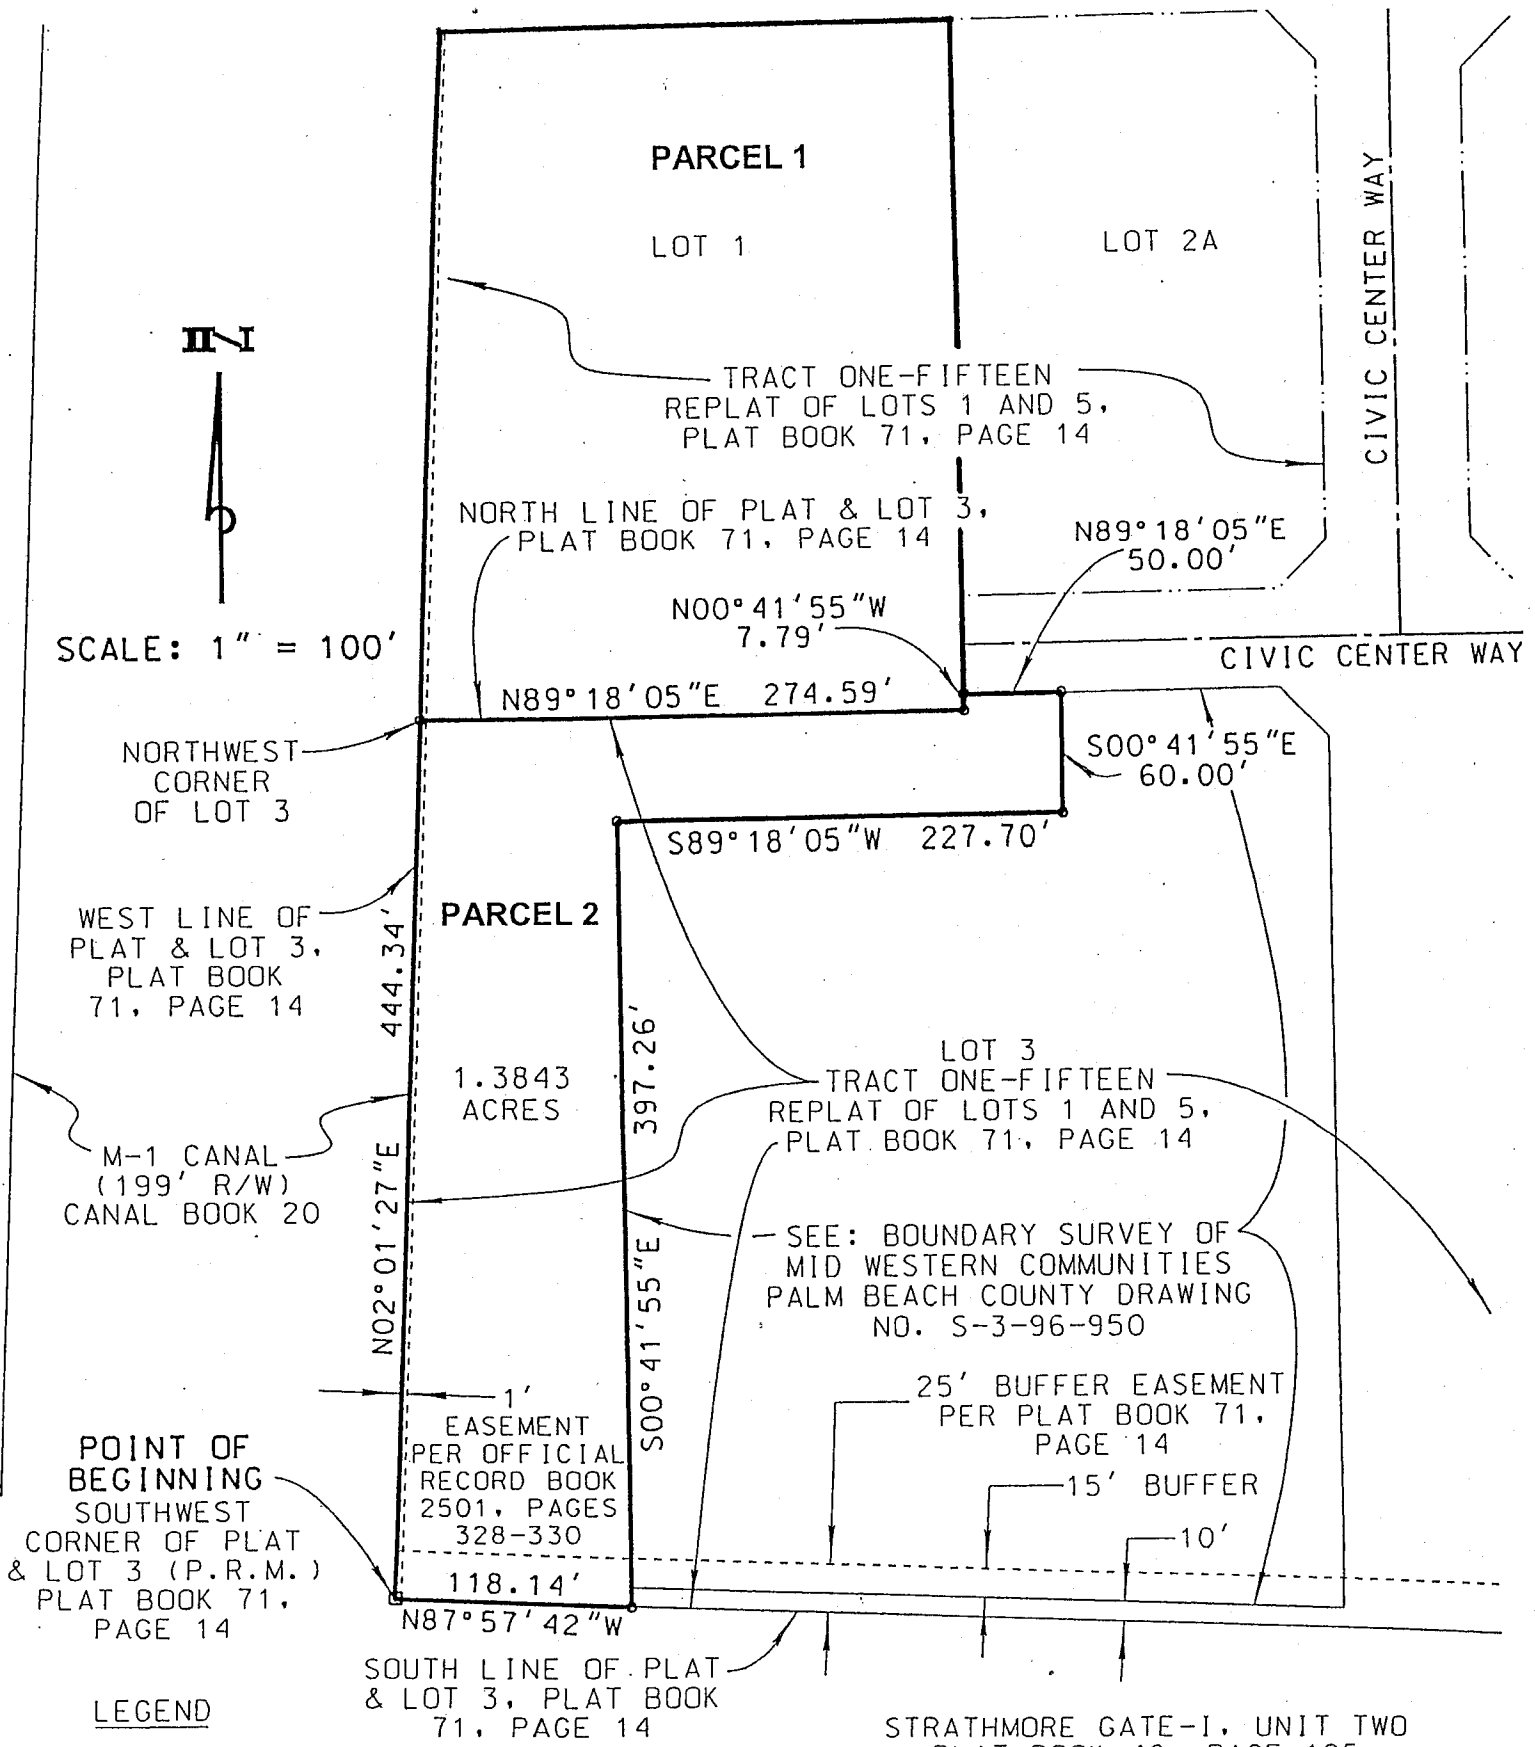 PARCEL 1
LOT 1
LOT 2A
CIVIC CENTER WAY
TRACT ONE-FIFTEEN
REPLAT OF LOTS 1 AND 5,
PLAT BOOK 71, PAGE 14
NORTH LINE OF PLAT & LOT 3,
PLAT BOOK 71, PAGE 14
N89°18'05"E
50.00'
N00°41'55"W
7.79'
SCALE: 1" = 100'
CIVIC CENTER WAY
N89°18'05"E 274.59'
NORTHWEST
CORNER
OF LOT 3
S00°41'55"E
60.00'
S89°18'05"W 227.70'
WEST LINE OF
PLAT & LOT 3,
PLAT BOOK
71, PAGE 14
PARCEL 2
444.34'
N02°01'27"E
1.3843
ACRES
397.26'
S00°41'55"E
LOT 3
TRACT ONE-FIFTEEN
REPLAT OF LOTS 1 AND 5,
PLAT BOOK 71, PAGE 14
M-1 CANAL
(199' R/W)
CANAL BOOK 20
SEE: BOUNDARY SURVEY OF
MID WESTERN COMMUNITIES
PALM BEACH COUNTY DRAWING
NO. S-3-96-950
1'
EASEMENT
PER OFFICIAL
RECORD BOOK
2501, PAGES
328-330
25' BUFFER EASEMENT
PER PLAT BOOK 71,
PAGE 14
15' BUFFER
10'
POINT OF
BEGINNING
SOUTHWEST
CORNER OF PLAT
& LOT 3 (P.R.M.)
PLAT BOOK 71,
PAGE 14
118.14'
N87°57'42"W
SOUTH LINE OF PLAT
& LOT 3, PLAT BOOK
71, PAGE 14
LEGEND
STRATHMORE GATE-I, UNIT TWO